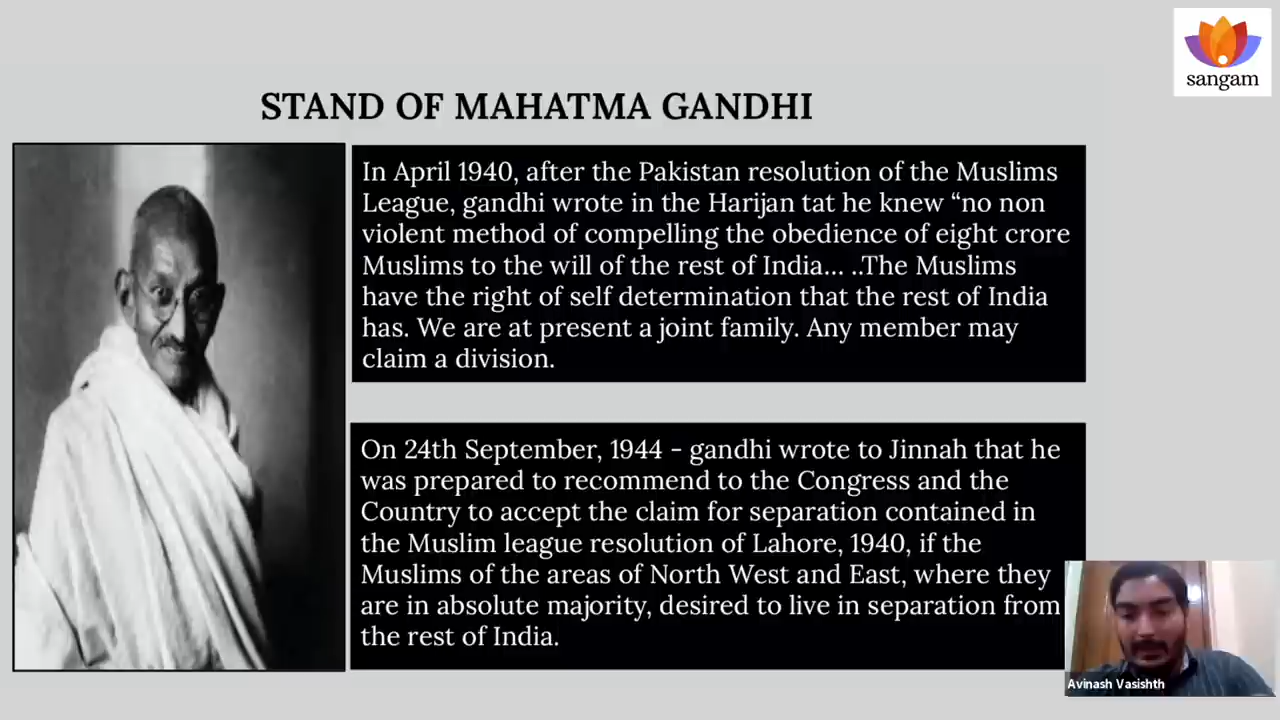 sangam
STAND OF MAHATMA GANDHI
In April 1940, after the Pakistan resolution of the Muslims
League, gandhi wrote in the Harijan tat he knew “no non
violent method of compelling the obedience of eight crore
Muslims to the will of the rest of India... ..The Muslims
have the right of self determination that the rest of India
has. We are at present a joint family. Any member may
claim a division.
On 24th September, 1944 - gandhi wrote to Jinnah that he
was prepared to recommend to the Congress and the
Country to accept the claim for separation contained in
the Muslim league resolution of Lahore, 1940, if the
Muslims of the areas of North West and East, where they
are in absolute majority, desired to live in separation from
the rest of India.
Avinash Vasishth